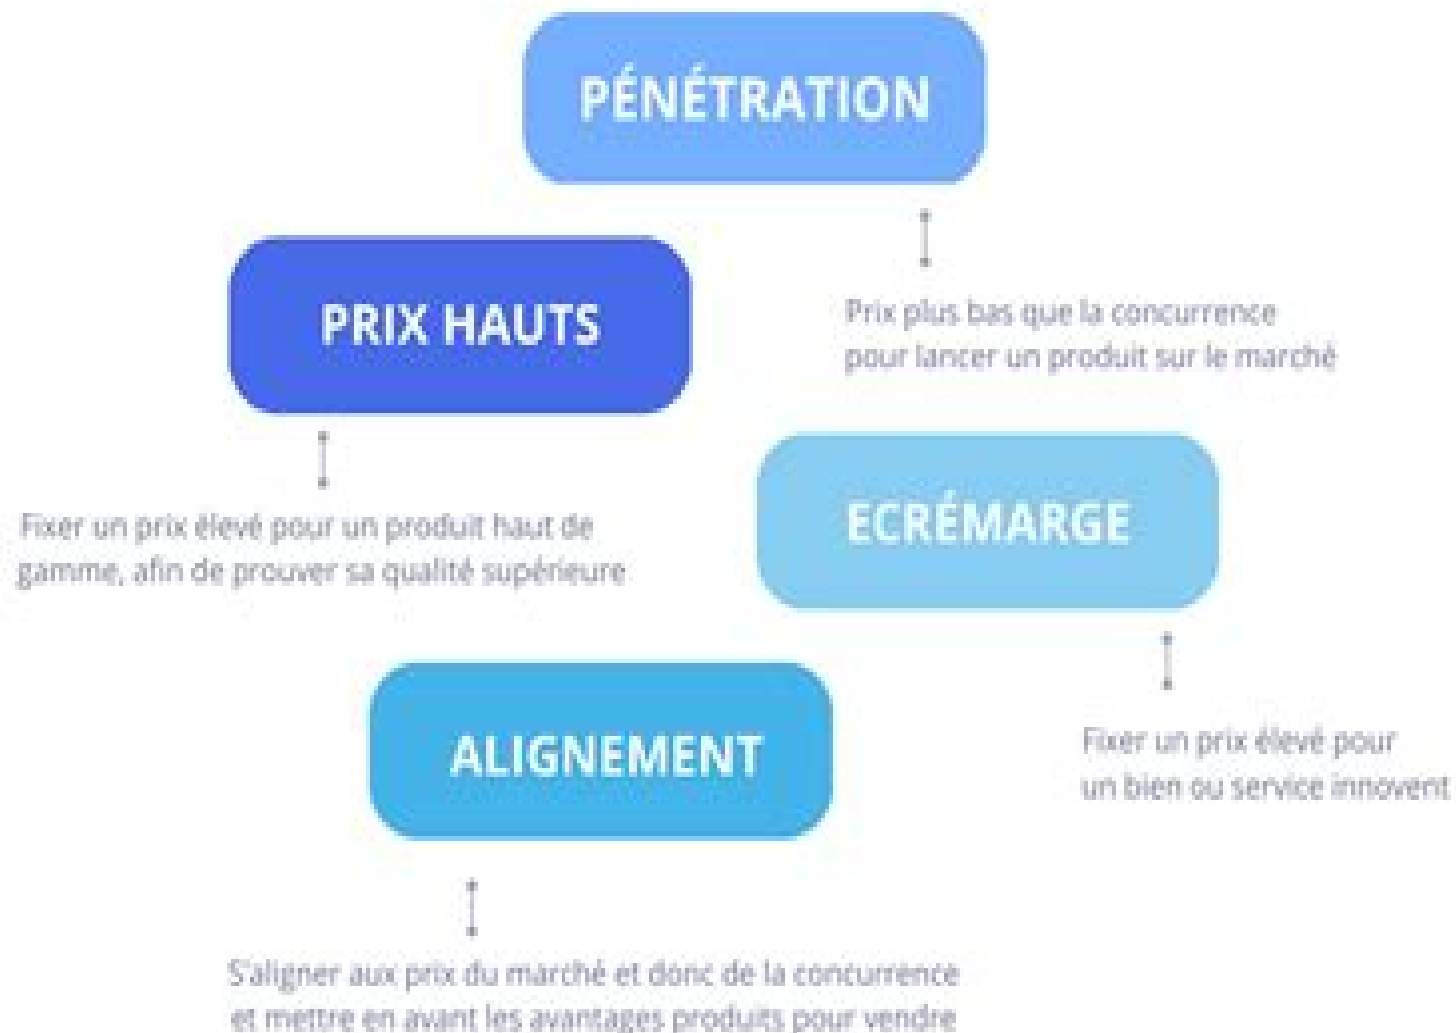 PÉNÉTRATION
Prix plus bas que la concurrence
pour lancer un produit sur le marché
PRIX HAUTS
Fixer un prix élevé pour un produit haut de
gamme, afin de prouver sa qualité supérieure
ECRÉMARGE
Fixer un prix élevé pour
un bien ou service innovent
ALIGNEMENT
S'aligner aux prix du marché et donc de la concurrence
et mettre en avant les avantages produits pour vendre